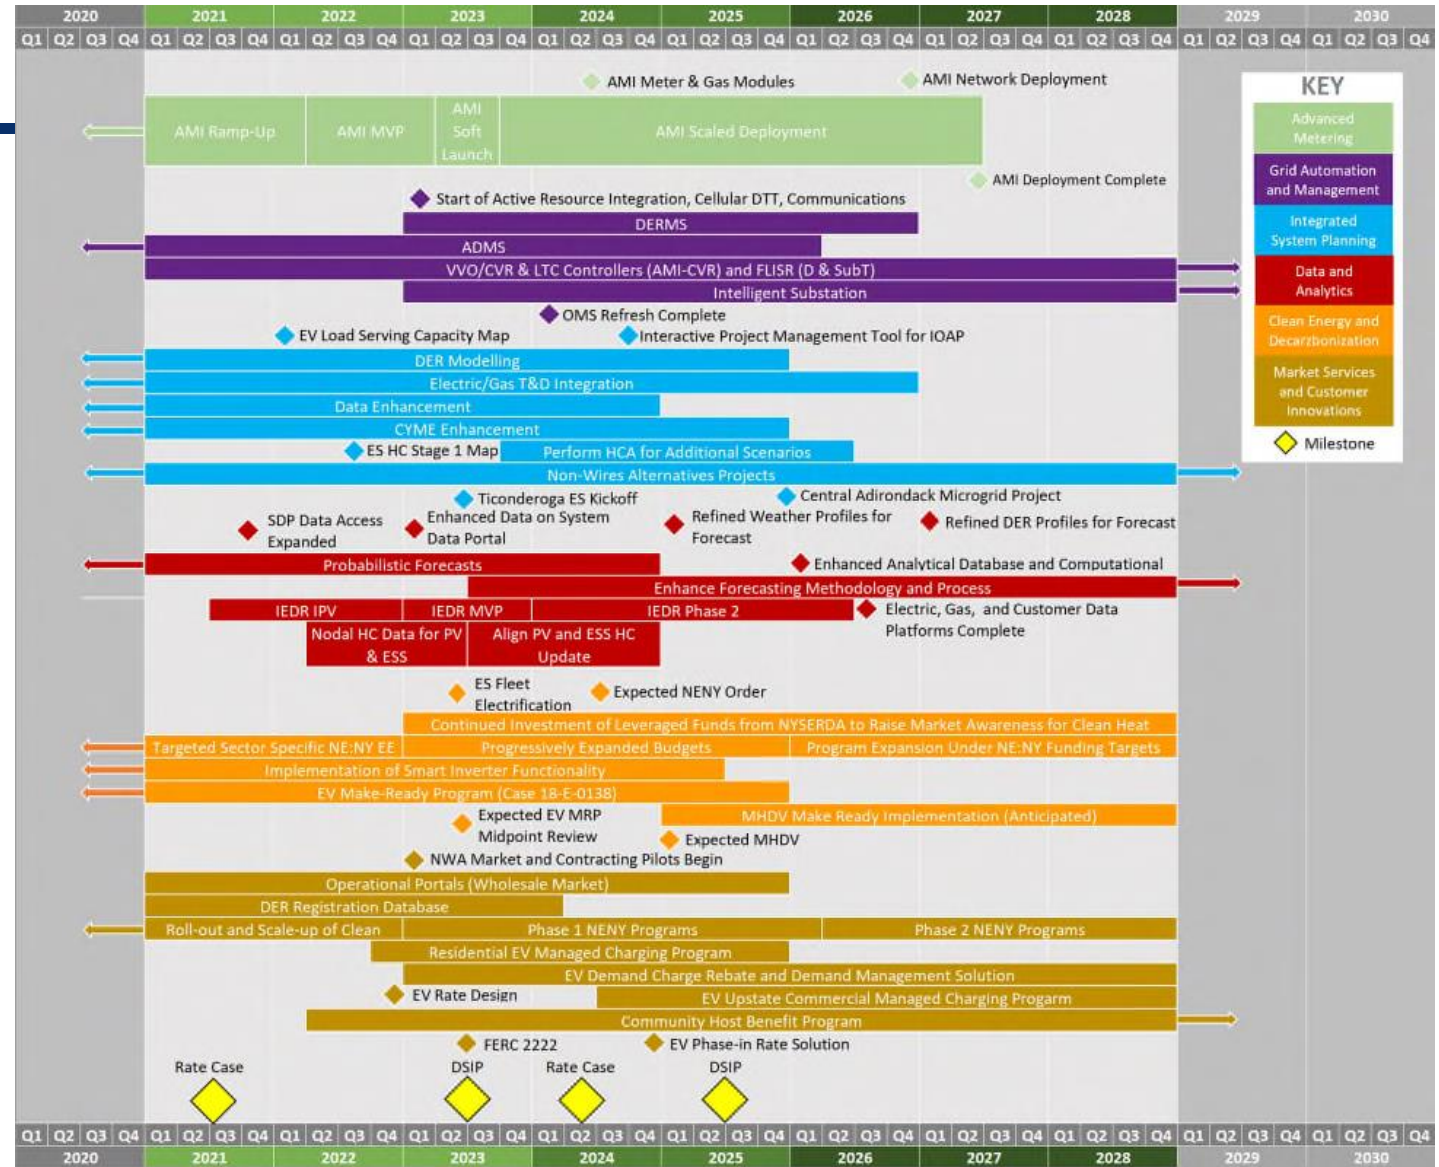 2020 2021 2022 2023 2024 2025 2026 2027 2028 2029 2030
Q1 Q2 Q3 Q4 Q1 Q2 Q3 Q4 Q1 Q2 Q3 Q4 Q1 Q2 Q3 Q4 Q1 Q2 Q3 Q4 Q1 Q2 Q3 Q4 Q1 Q2 Q3 Q4 Q1 Q2 Q3 Q4 Q1 Q2 Q3 Q4 Q1 Q2 Q3 Q4 Q1 Q2 Q3 Q4
AMI Meter & Gas Modules
AMI Network Deployment
AMI Ramp-Up
AMI MVP
AMI
Soft
Launch
AMI Scaled Deployment
AMI Deployment Complete
Start of Active Resource Integration, Cellular DTT, Communications
DERMS
ADMS
VVO/CVR & LTC Controllers (AMI-CVR) and FLISR (D & SubT)
Intelligent Substation
OMS Refresh Complete
EV Load Serving Capacity Map
Interactive Project Management Tool for IOAP
DER Modelling
Electric/Gas T&D Integration
Data Enhancement
CYME Enhancement
ES HC Stage 1 Map
Perform HCA for Additional Scenarios
Non-Wires Alternatives Projects
Ticonderoga ES Kickoff
Central Adirondack Microgrid Project
SDP Data Access
Expanded
Enhanced Data on System
Data Portal
Refined Weather Profiles for
Forecast
Refined DER Profiles for Forecast
Probabilistic Forecasts
Enhanced Analytical Database and Computational
Enhance Forecasting Methodology and Process
IEDR IPV
IEDR MVP
IEDR Phase 2
Electric, Gas, and Customer Data
Platforms Complete
Nodal HC Data for PV
& ESS
Align PV and ESS HC
Update
ES Fleet
Electrification
Expected NENY Order
Continued Investment of Leveraged Funds from NYSERDA to Raise Market Awareness for Clean Heat
Targeted Sector Specific NE:NY EE
Progressively Expanded Budgets
Program Expansion Under NE:NY Funding Targets
Implementation of Smart Inverter Functionality
EV Make-Ready Program (Case 18-E-0138)
Expected EV MRP
Midpoint Review
MHDV Make Ready Implementation (Anticipated)
Expected MHDV
NWA Market and Contracting Pilots Begin
Operational Portals (Wholesale Market)
DER Registration Database
Roll-out and Scale-up of Clean
Phase 1 NENY Programs
Phase 2 NENY Programs
Residential EV Managed Charging Program
EV Demand Charge Rebate and Demand Management Solution
EV Rate Design
EV Upstate Commercial Managed Charging Progarm
Community Host Benefit Program
FERC 2222
EV Phase-in Rate Solution
Rate Case
DSIP
Rate Case
DSIP
KEY
Advanced
Metering
Grid Automation
and Management
Integrated
System Planning
Data and
Analytics
Clean Energy and
Decarbonization
Market Services
and Customer
Innovations
Milestone
Q1 Q2 Q3 Q4 Q1 Q2 Q3 Q4 Q1 Q2 Q3 Q4 Q1 Q2 Q3 Q4 Q1 Q2 Q3 Q4 Q1 Q2 Q3 Q4 Q1 Q2 Q3 Q4 Q1 Q2 Q3 Q4 Q1 Q2 Q3 Q4 Q1 Q2 Q3 Q4 Q1 Q2 Q3 Q4
2020 2021 2022 2023 2024 2025 2026 2027 2028 2029 2030